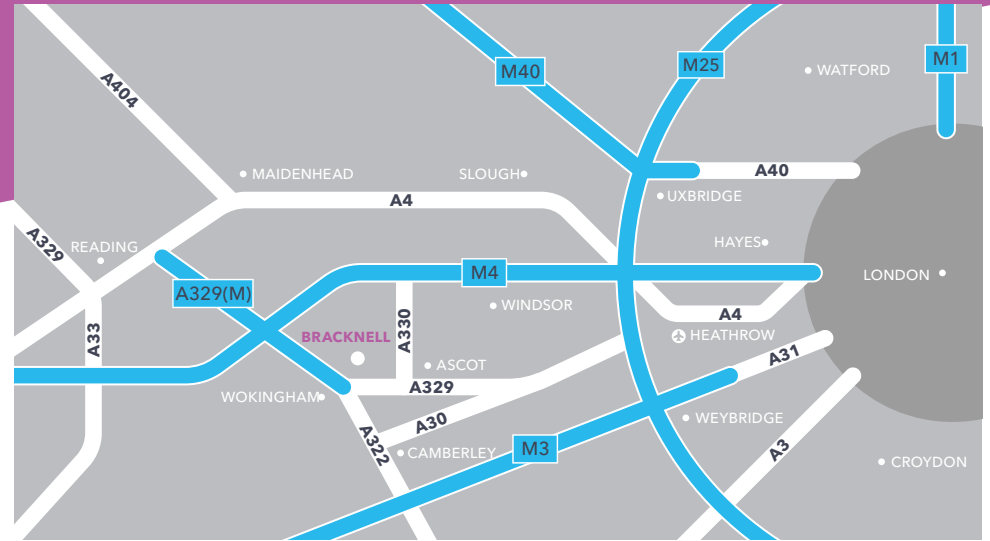 M1
M25
M40
WATFORD
A404
A40
MAIDENHEAD
SLOUGH
UXBRIDGE
A4
A329
READING
HAYES
M4
LONDON
A329(M)
WINDSOR
A4
A33
BRACKNELL
A330
HEATHROW
A31
ASCOT
A329
WOKINGHAM
A30
WEYBRIDGE
A322
CAMBERLEY
M3
A3
CROYDON